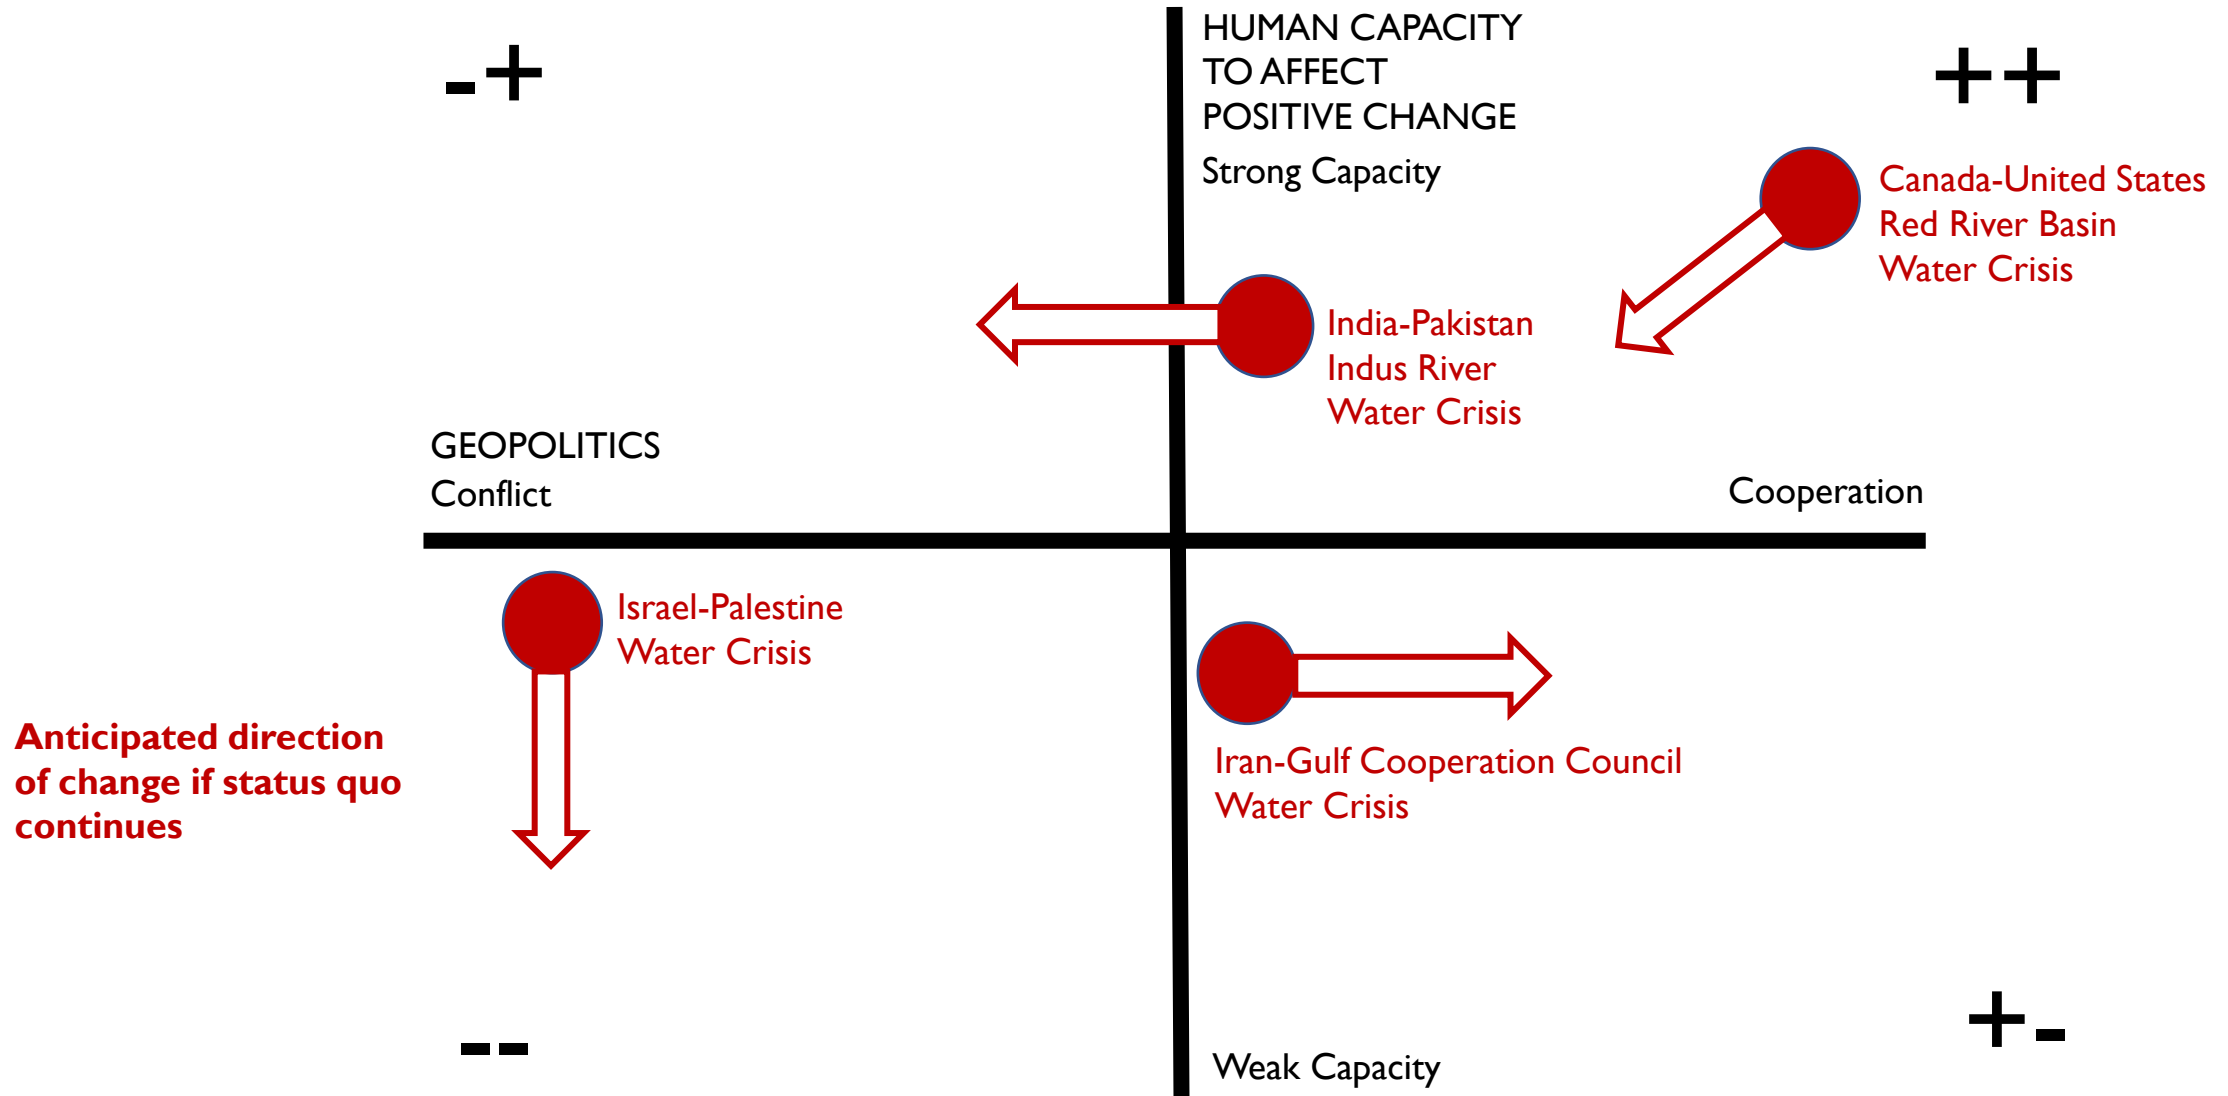 -+
HUMAN CAPACITY
TO AFFECT
POSITIVE CHANGE
Strong Capacity
++
Canada-United States
Red River Basin
Water Crisis
India-Pakistan
Indus River
Water Crisis
GEOPOLITICS
Conflict
Cooperation
Israel-Palestine
Water Crisis
Anticipated direction
of change if status quo
continues
Iran-Gulf Cooperation Council
Water Crisis
--
Weak Capacity
+-